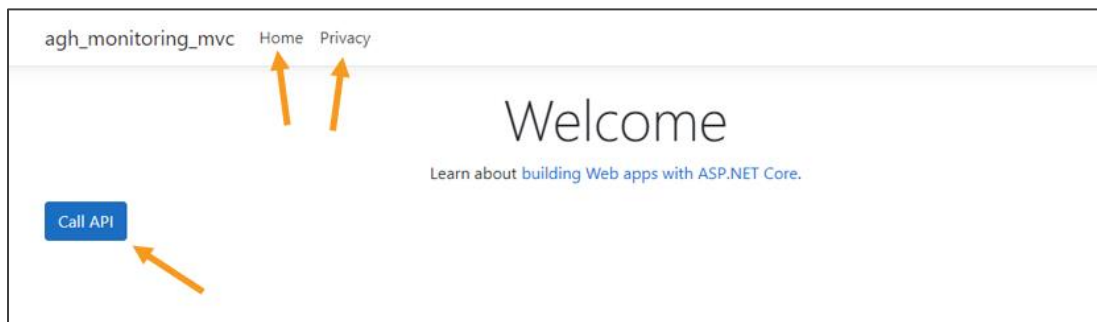 agh_monitoring_mvc Home Privacy
Welcome
Learn about building Web apps with ASP.NET Core.
Call API